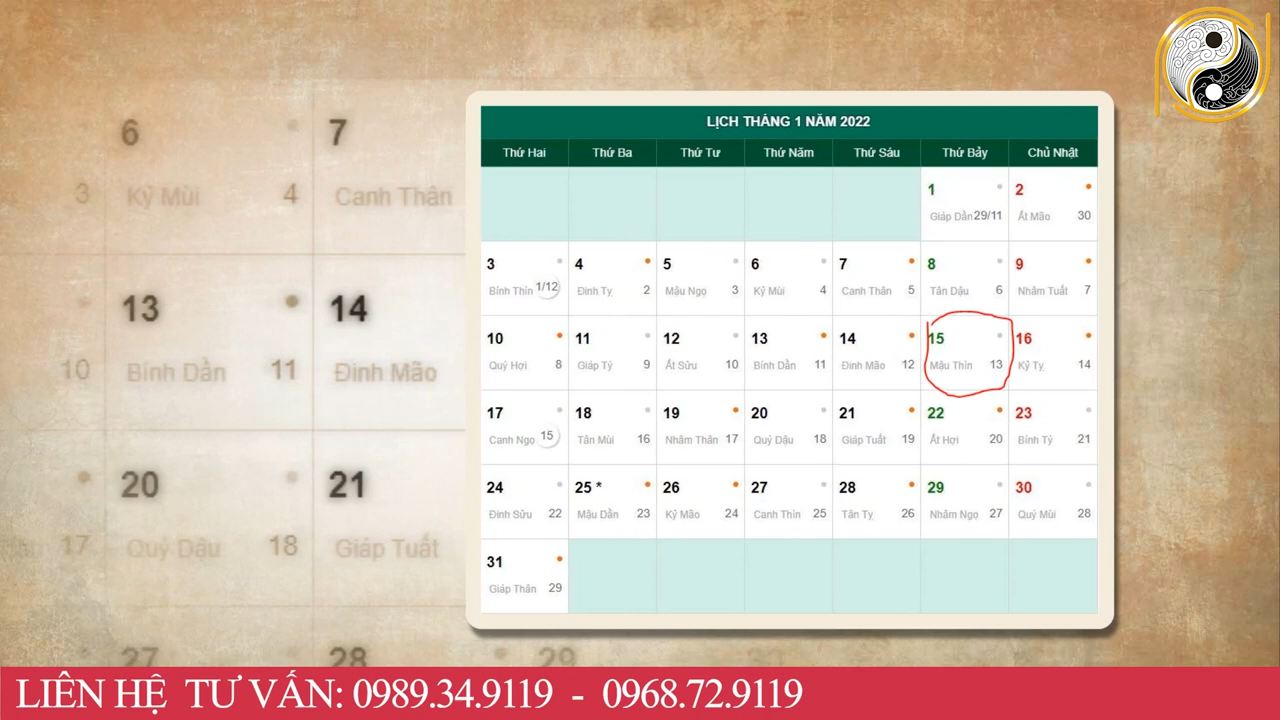 LỊCH THÁNG 1 NĂM 2022
Thứ Hai Thứ Ba Thứ Tư Thứ Năm Thứ Sáu Thứ Bảy Chủ Nhật
1 2
Giáp Dần 29/11 Ất Mão 30
3 4 5 6 7 8 9
Bính Thìn 1/12 Đinh Tỵ 2 Mậu Ngọ 3 Kỷ Mùi 4 Canh Thân 5 Tân Dậu 6 Nhâm Tuất 7
10 11 12 13 14 15 16
Quý Hợi 8 Giáp Tý 9 Ất Sửu 10 Bính Dần 11 Đinh Mão 12 Mậu Thìn 13 Kỷ Tỵ 14
17 18 19 20 21 22 23
Canh Ngọ 15 Tân Mùi 16 Nhâm Thân 17 Quý Dậu 18 Giáp Tuất 19 Ất Hợi 20 Bính Tý 21
24 25 * 26 27 28 29 30
Đinh Sửu 22 Mậu Dần 23 Kỷ Mão 24 Canh Thìn 25 Tân Tỵ 26 Nhâm Ngọ 27 Quý Mùi 28
31
Giáp Thân 29
6 7
3 Kỷ Mùi 4 Canh Thân
13 14
10 Bính Dần 11 Đinh Mão
20 21
17 Quý Dậu 18 Giáp Tuất
27 28 29
LIÊN HỆ TƯ VẤN: 0989.34.9119 - 0968.72.9119